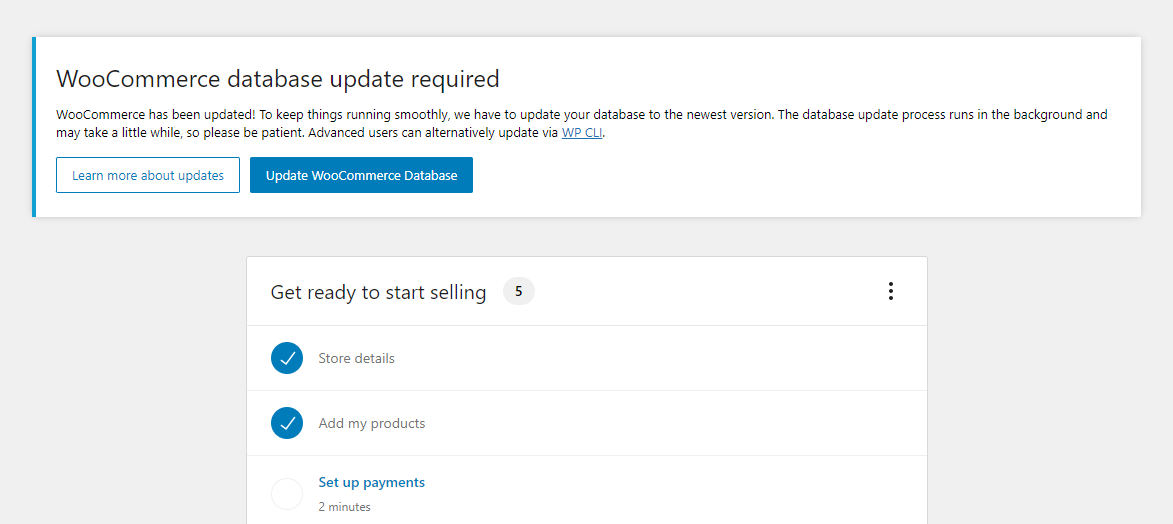 WooCommerce database update required
WooCommerce has been updated! To keep things running smoothly, we have to update your database to the newest version. The database update process runs in the background and
may take a little while, so please be patient. Advanced users can alternatively update via WP CLI.
Learn more about updates
Update WooCommerce Database
Get ready to start selling 5
Store details
Add my products
Set up payments
2 minutes